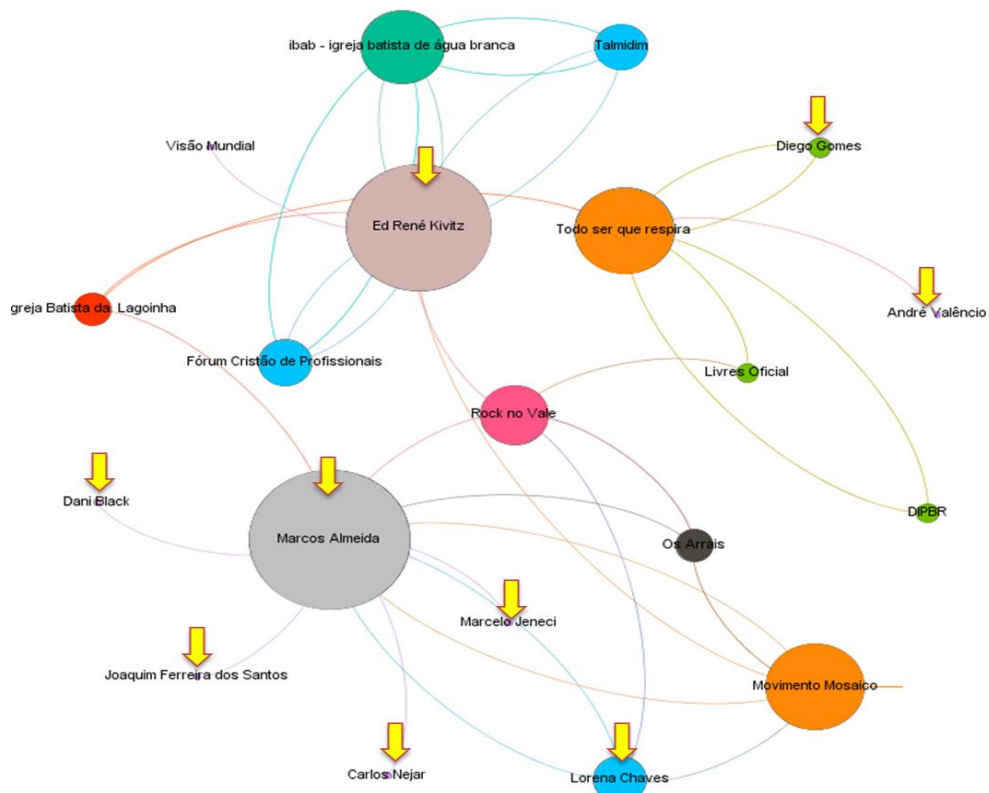 ibab - igreja batista de água branca
Talmidim
Visão Mundial
Diego Gomes
Ed René Kivitz
Todo ser que respira
greja Batista da Lagoinha
André Valêncio
Fórum Cristão de Profissionais
Livres Oficial
Rock no Vale
Dani Black
DIPBR
Marcos Almeida
Os Arrais
Marcelo Jeneci
Joaquim Ferreira dos Santos
Movimento Mosaico
Carlos Nejar
Lorena Chaves